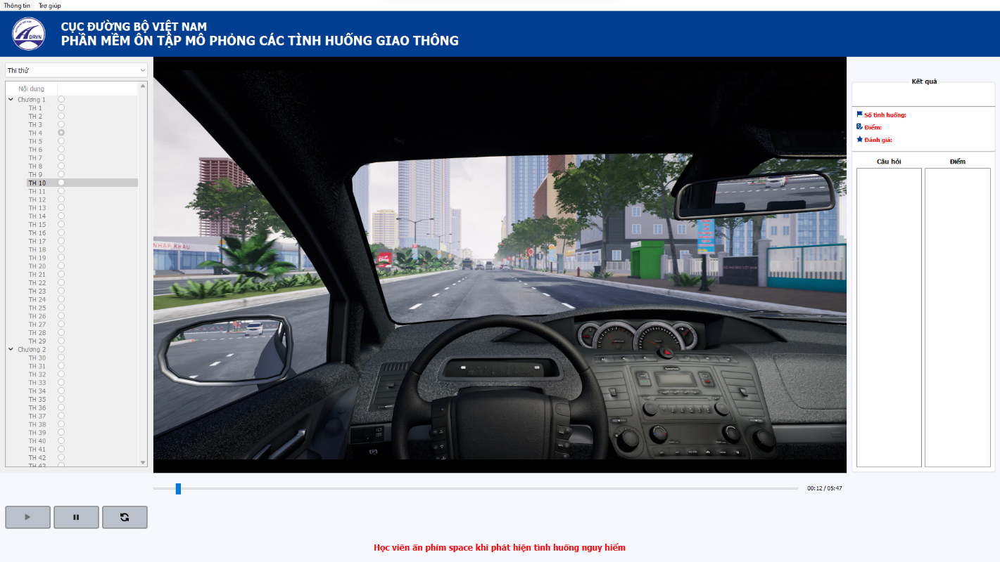 Thông tin Trợ giúp
ADRVN
CỤC ĐƯỜNG BỘ VIỆT NAM
PHẦN MỀM ÔN TẬP MÔ PHỎNG CÁC TÌNH HUỐNG GIAO THÔNG
Thi thử
Nội dung
Chương 1
TH 1
TH 2
TH 3
TH 4
TH 5
TH 6
TH 7
TH 8
TH 9
TH 10
TH 11
TH 12
TH 13
TH 14
TH 15
TH 16
TH 17
TH 18
TH 19
TH 20
TH 21
TH 22
TH 23
TH 24
TH 25
TH 26
TH 27
TH 28
TH 29
Chương 2
TH 30
TH 31
TH 32
TH 33
TH 34
TH 35
TH 36
TH 37
TH 38
TH 39
TH 40
TH 41
TH 42
TH 43
NHẬP KHẨU
Kết quả
Số tình huống:
Điểm:
Đánh giá:
Câu hỏi Điểm
00:12 / 05:47
Học viên ấn phím space khi phát hiện tình huống nguy hiểm